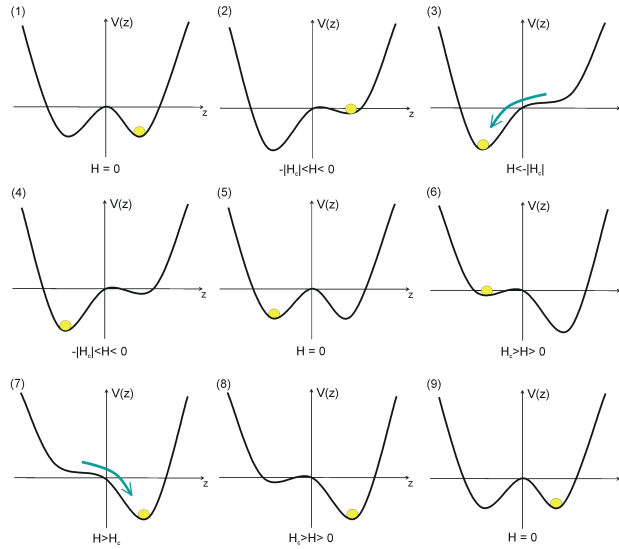 (1) V(z) z
H = 0
(2) V(z) z
-|H꜀|<H< 0
(3) V(z) z
H<-|H꜀|
(4) V(z) z
-|H꜀|<H< 0
(5) V(z) z
H = 0
(6) V(z) z
H꜀>H> 0
(7) V(z) z
H>H꜀
(8) V(z) z
H꜀>H> 0
(9) V(z) z
H = 0